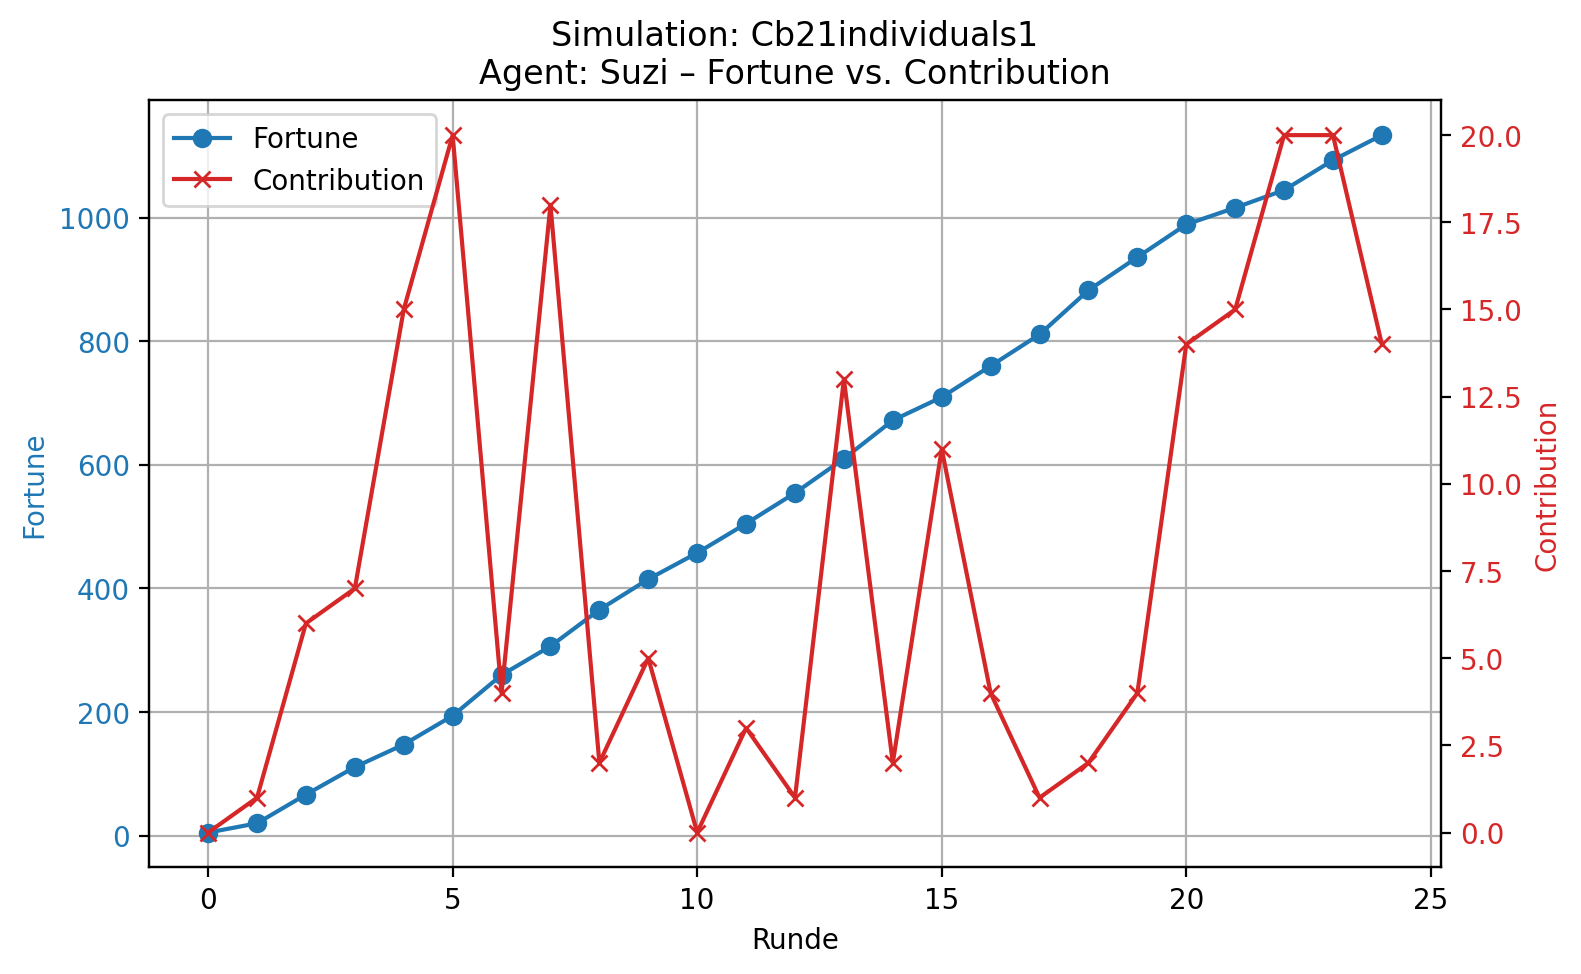 Simulation: Cb21individuals1
Agent: Suzi – Fortune vs. Contribution
Fortune
Contribution
1000
800
600
400
200
0
Fortune
20.0
17.5
15.0
12.5
10.0
7.5
5.0
2.5
0.0
Contribution
0 5 10 15 20 25
Runde